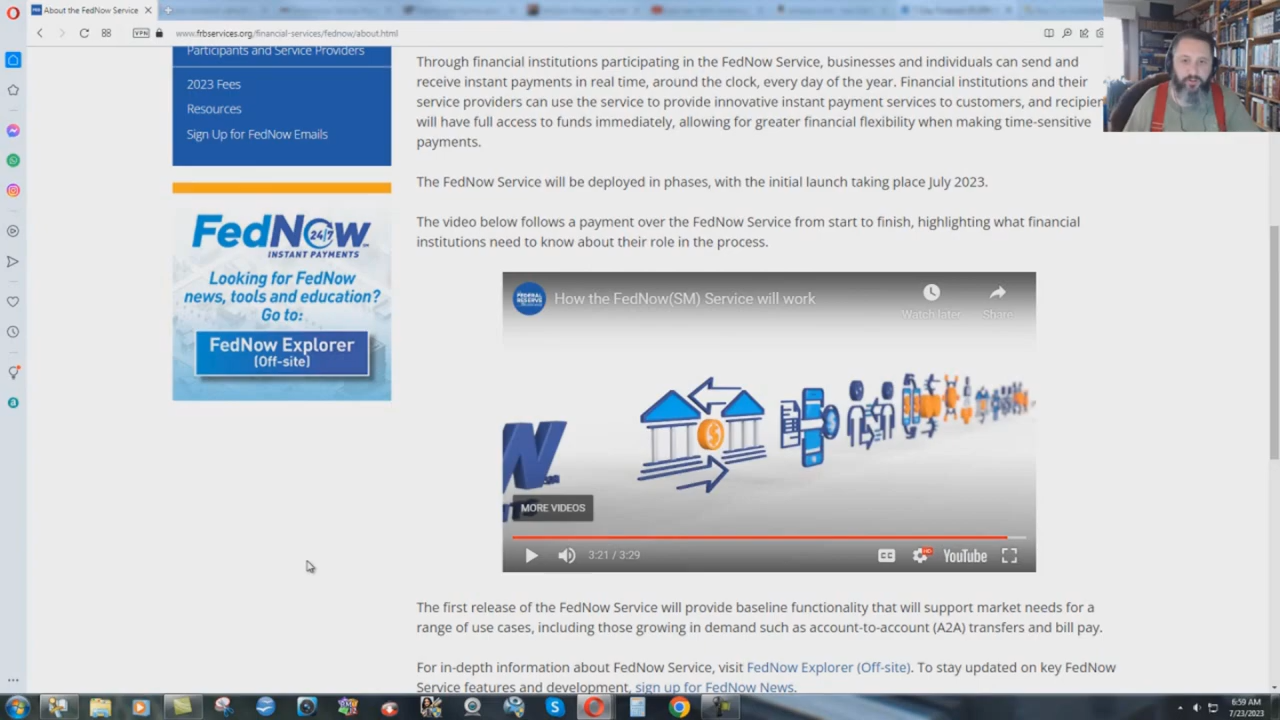 About the FedNow Service
VPN
www.frbservices.org/financial-services/fednow/about.html
Participants and Service Providers
2023 Fees
Resources
Sign Up for FedNow Emails
FedNow
24/7
INSTANT PAYMENTS
Looking for FedNow
news, tools and education?
Go to:
FedNow Explorer
(Off-site)
Through financial institutions participating in the FedNow Service, businesses and individuals can send and
receive instant payments in real time, around the clock, every day of the year. Financial institutions and their
service providers can use the service to provide innovative instant payment services to customers, and recipien
will have full access to funds immediately, allowing for greater financial flexibility when making time-sensitive
payments.
The FedNow Service will be deployed in phases, with the initial launch taking place July 2023.
The video below follows a payment over the FedNow Service from start to finish, highlighting what financial
institutions need to know about their role in the process.
THE FEDERAL RESERVE
How the FedNow(SM) Service will work
Watch later
Share
W
MORE VIDEOS
3:21 / 3:29
CC
HD
YouTube
The first release of the FedNow Service will provide baseline functionality that will support market needs for a
range of use cases, including those growing in demand such as account-to-account (A2A) transfers and bill pay.
For in-depth information about FedNow Service, visit FedNow Explorer (Off-site). To stay updated on key FedNow
Service features and development, sign up for FedNow News.
6:59 AM
7/23/2023